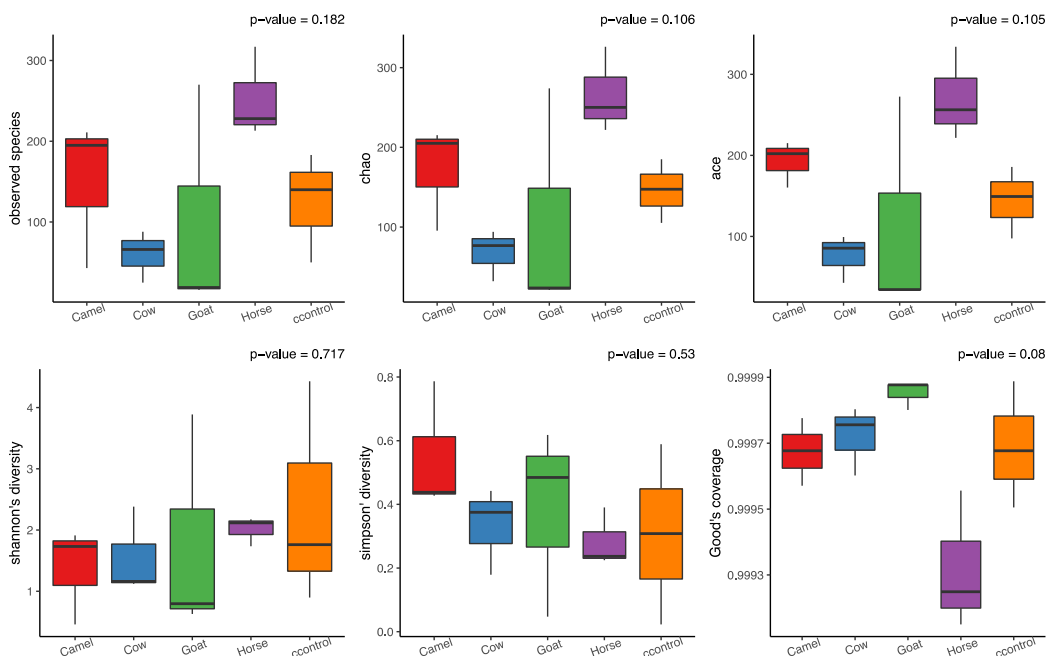 p-value = 0.182
observed species
300
200
100
Camel
Cow
Goat
Horse
ccontrol
p-value = 0.106
chao
300
200
100
Camel
Cow
Goat
Horse
ccontrol
p-value = 0.105
ace
300
200
100
Camel
Cow
Goat
Horse
ccontrol
p-value = 0.717
shannon's diversity
4
3
2
1
Camel
Cow
Goat
Horse
ccontrol
p-value = 0.53
simpson' diversity
0.8
0.6
0.4
0.2
0.0
Camel
Cow
Goat
Horse
ccontrol
p-value = 0.08
Good's coverage
0.9999
0.9997
0.9995
0.9993
Camel
Cow
Goat
Horse
ccontrol